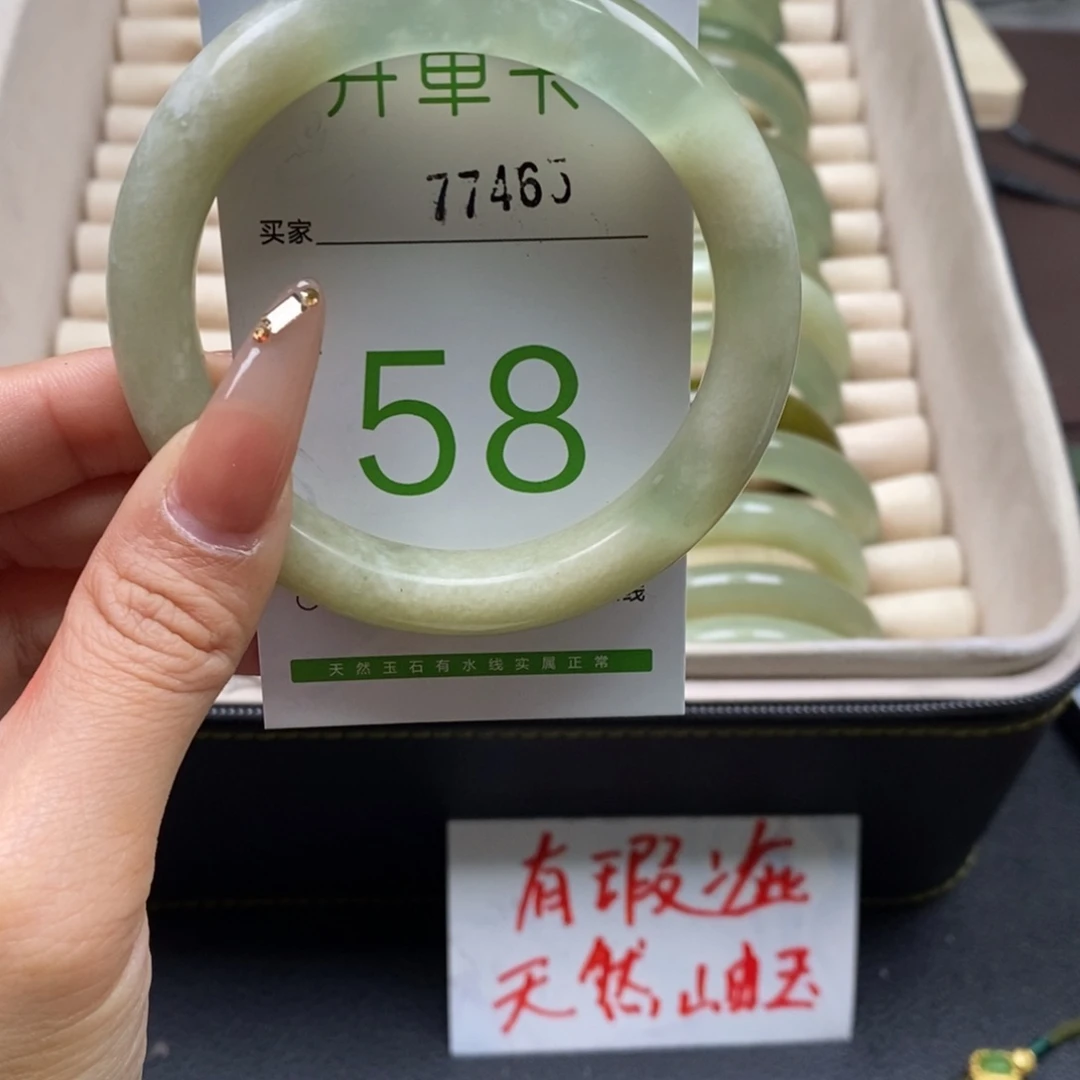 开单卡
77465
买家
58
线
天然玉石有水线实属正常
有瑕疵
天然岫玉